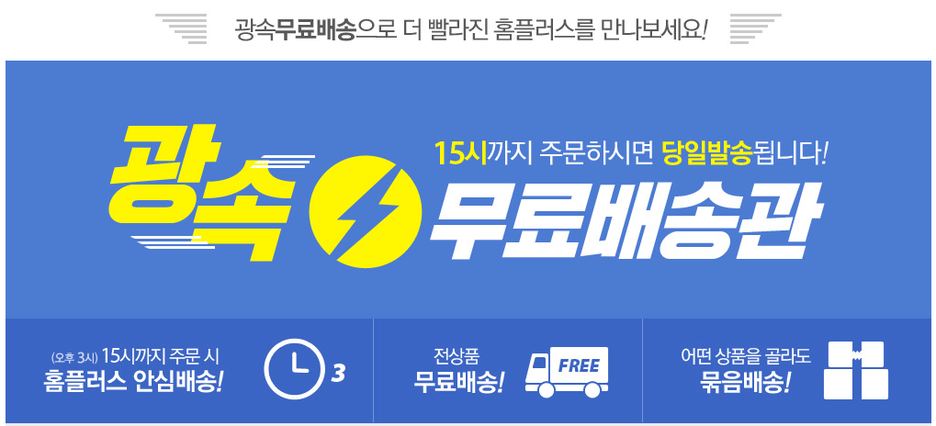 광속무료배송으로 더 빨라진 홈플러스를 만나보세요!
광속
15시까지 주문하시면 당일발송됩니다!
무료배송관
(오후 3시) 15시까지 주문 시
홈플러스 안심배송!
3
전상품
무료배송!
FREE
어떤 상품을 골라도
묶음배송!